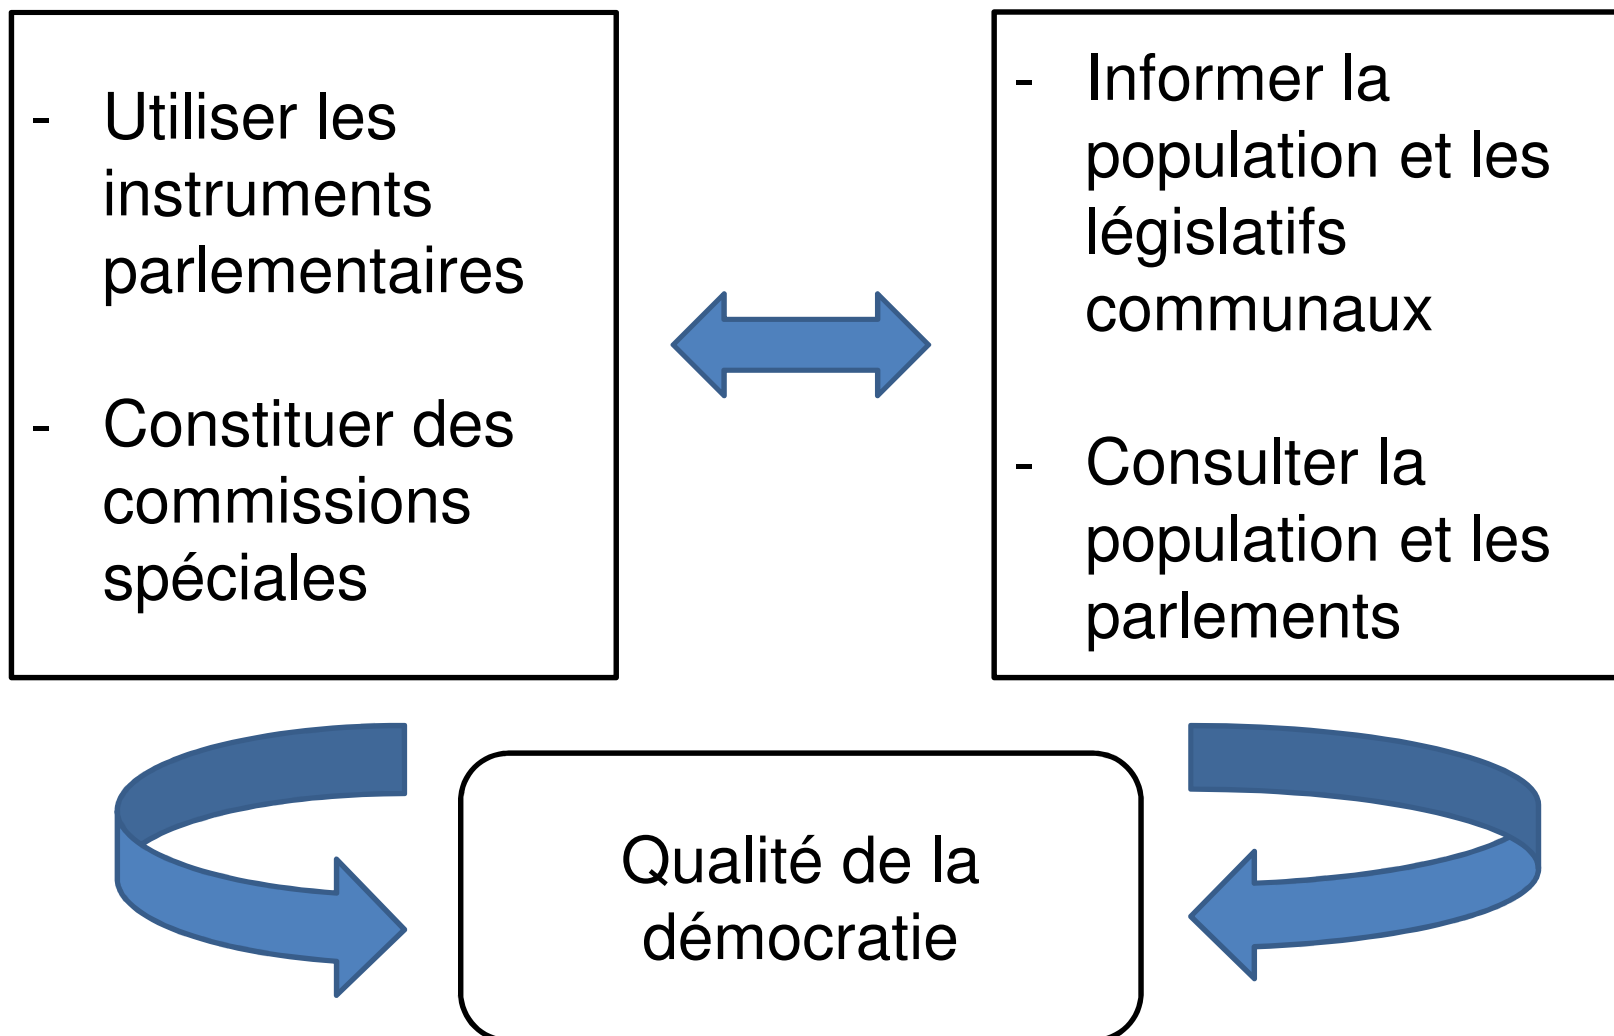 - Utiliser les
instruments
parlementaires
- Constituer des
commissions
spéciales
- Informer la
population et les
législatifs
communaux
- Consulter la
population et les
parlements
Qualité de la
démocratie